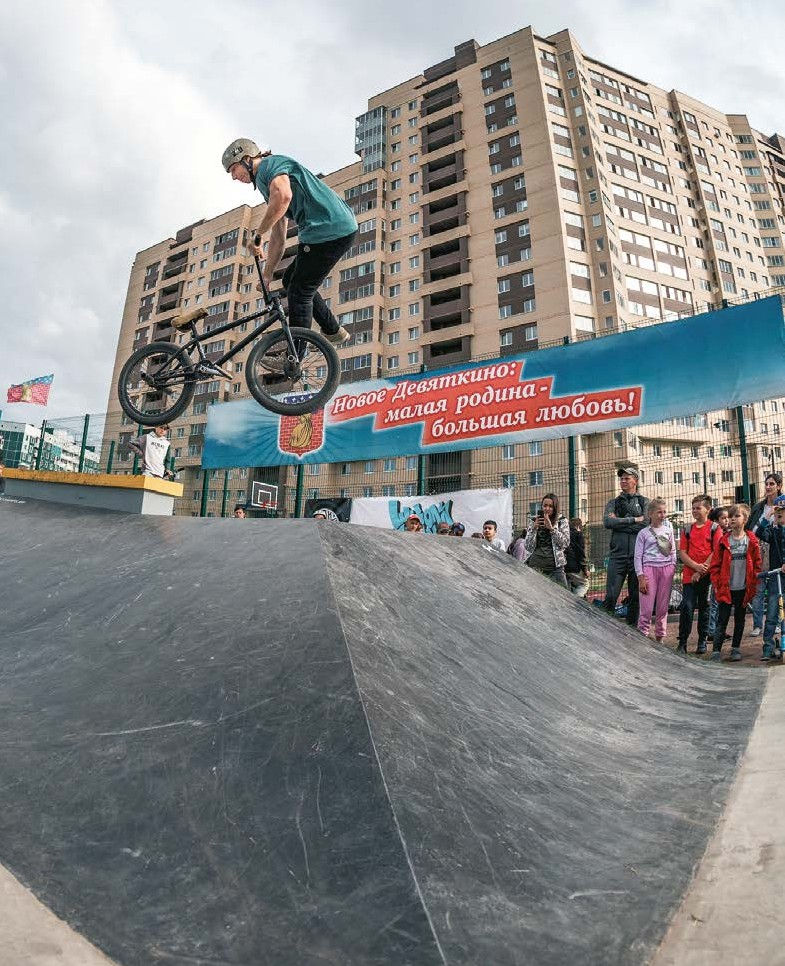 Новое Девяткино:
малая родина -
большая любовь!